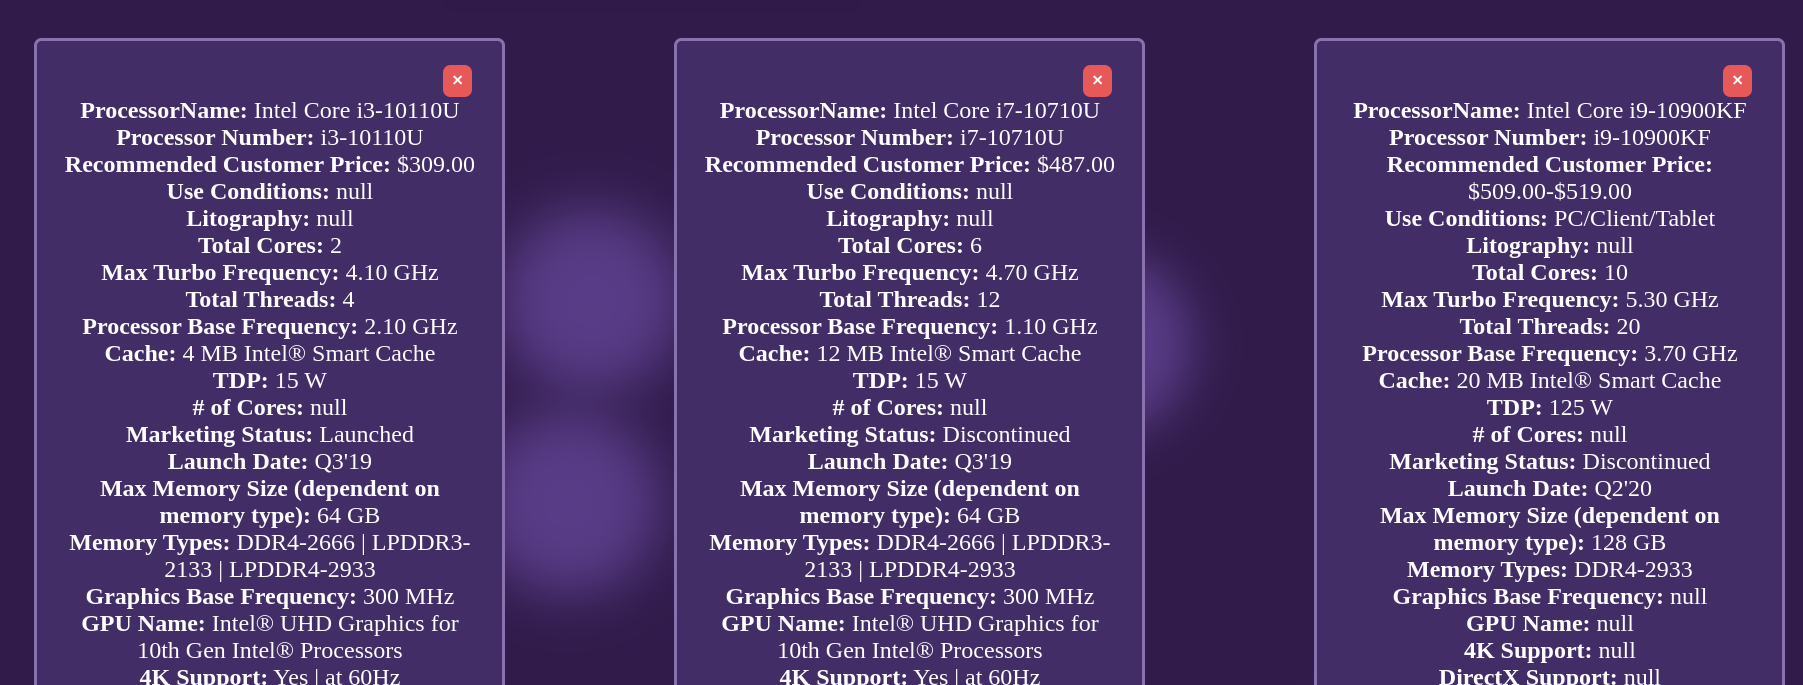 ×
ProcessorName: Intel Core i3-10110U
Processor Number: i3-10110U
Recommended Customer Price: $309.00
Use Conditions: null
Litography: null
Total Cores: 2
Max Turbo Frequency: 4.10 GHz
Total Threads: 4
Processor Base Frequency: 2.10 GHz
Cache: 4 MB Intel® Smart Cache
TDP: 15 W
# of Cores: null
Marketing Status: Launched
Launch Date: Q3'19
Max Memory Size (dependent on
memory type): 64 GB
Memory Types: DDR4-2666 | LPDDR3-
2133 | LPDDR4-2933
Graphics Base Frequency: 300 MHz
GPU Name: Intel® UHD Graphics for
10th Gen Intel® Processors
4K Support: Yes | at 60Hz
×
ProcessorName: Intel Core i7-10710U
Processor Number: i7-10710U
Recommended Customer Price: $487.00
Use Conditions: null
Litography: null
Total Cores: 6
Max Turbo Frequency: 4.70 GHz
Total Threads: 12
Processor Base Frequency: 1.10 GHz
Cache: 12 MB Intel® Smart Cache
TDP: 15 W
# of Cores: null
Marketing Status: Discontinued
Launch Date: Q3'19
Max Memory Size (dependent on
memory type): 64 GB
Memory Types: DDR4-2666 | LPDDR3-
2133 | LPDDR4-2933
Graphics Base Frequency: 300 MHz
GPU Name: Intel® UHD Graphics for
10th Gen Intel® Processors
4K Support: Yes | at 60Hz
×
ProcessorName: Intel Core i9-10900KF
Processor Number: i9-10900KF
Recommended Customer Price:
$509.00-$519.00
Use Conditions: PC/Client/Tablet
Litography: null
Total Cores: 10
Max Turbo Frequency: 5.30 GHz
Total Threads: 20
Processor Base Frequency: 3.70 GHz
Cache: 20 MB Intel® Smart Cache
TDP: 125 W
# of Cores: null
Marketing Status: Discontinued
Launch Date: Q2'20
Max Memory Size (dependent on
memory type): 128 GB
Memory Types: DDR4-2933
Graphics Base Frequency: null
GPU Name: null
4K Support: null
DirectX Support: null